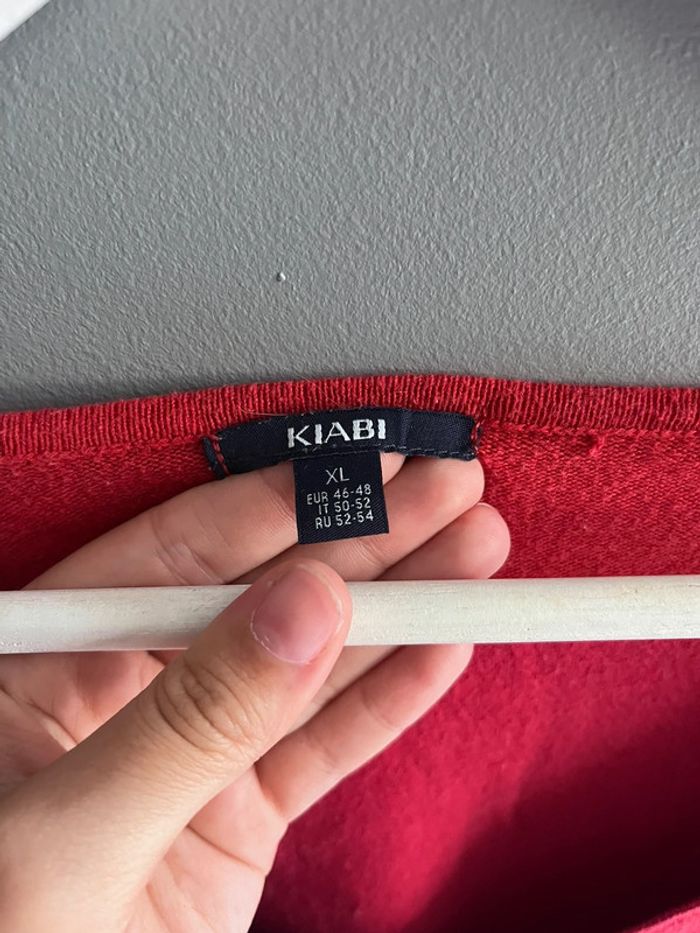 KIABI
XL
EUR 46-48
IT 50-52
RU 52-54